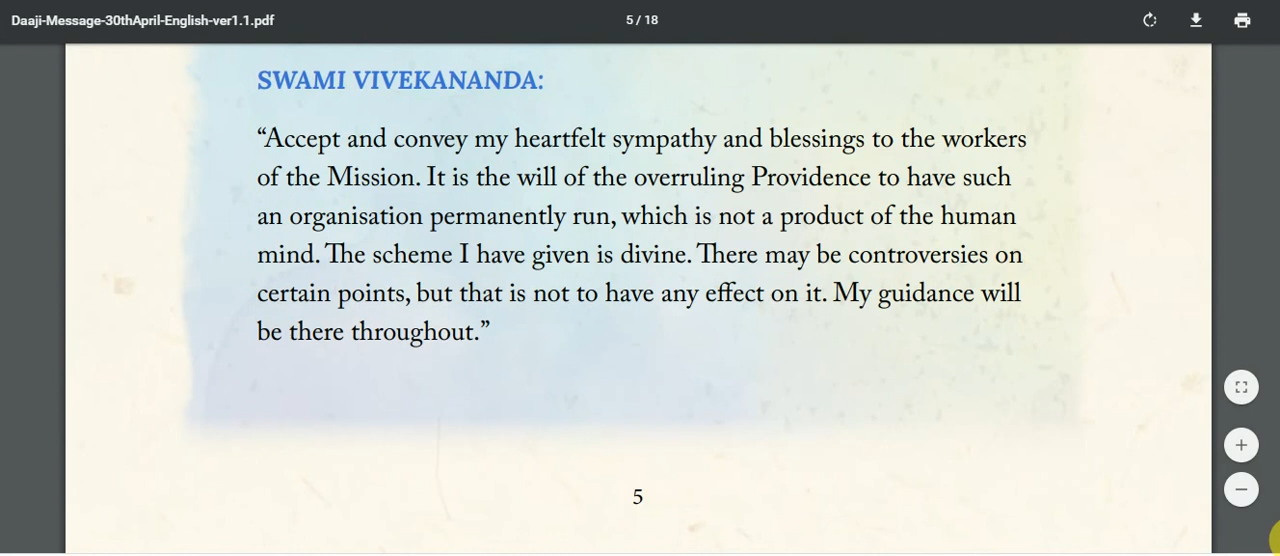 Daaji-Message-30thApril-English-ver1.1.pdf
5 / 18
SWAMI VIVEKANANDA:
“Accept and convey my heartfelt sympathy and blessings to the workers
of the Mission. It is the will of the overruling Providence to have such
an organisation permanently run, which is not a product of the human
mind. The scheme I have given is divine. There may be controversies on
certain points, but that is not to have any effect on it. My guidance will
be there throughout.”
5